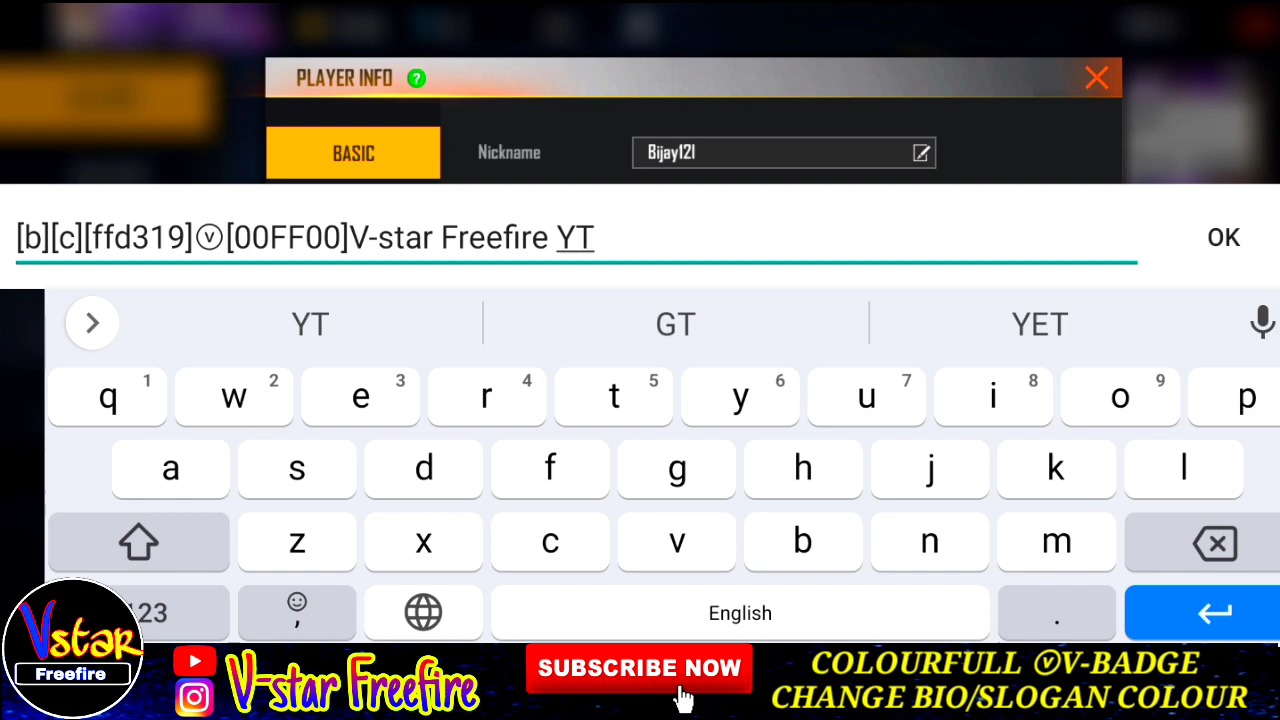 PLAYER INFO ?
BASIC
Nickname
Bijay121
[b][c][ffd319]ⓥ[00FF00]V-star Freefire YT
OK
YT GT YET
q 1 w 2 e 3 r 4 t 5 y 6 u 7 i 8 o 9 p
a s d f g h j k l
z x c v b n m
123 , English .
Vstar
Freefire
V-star Freefire
SUBSCRIBE NOW
COLOURFULL ⓥV-BADGE
CHANGE BIO/SLOGAN COLOUR